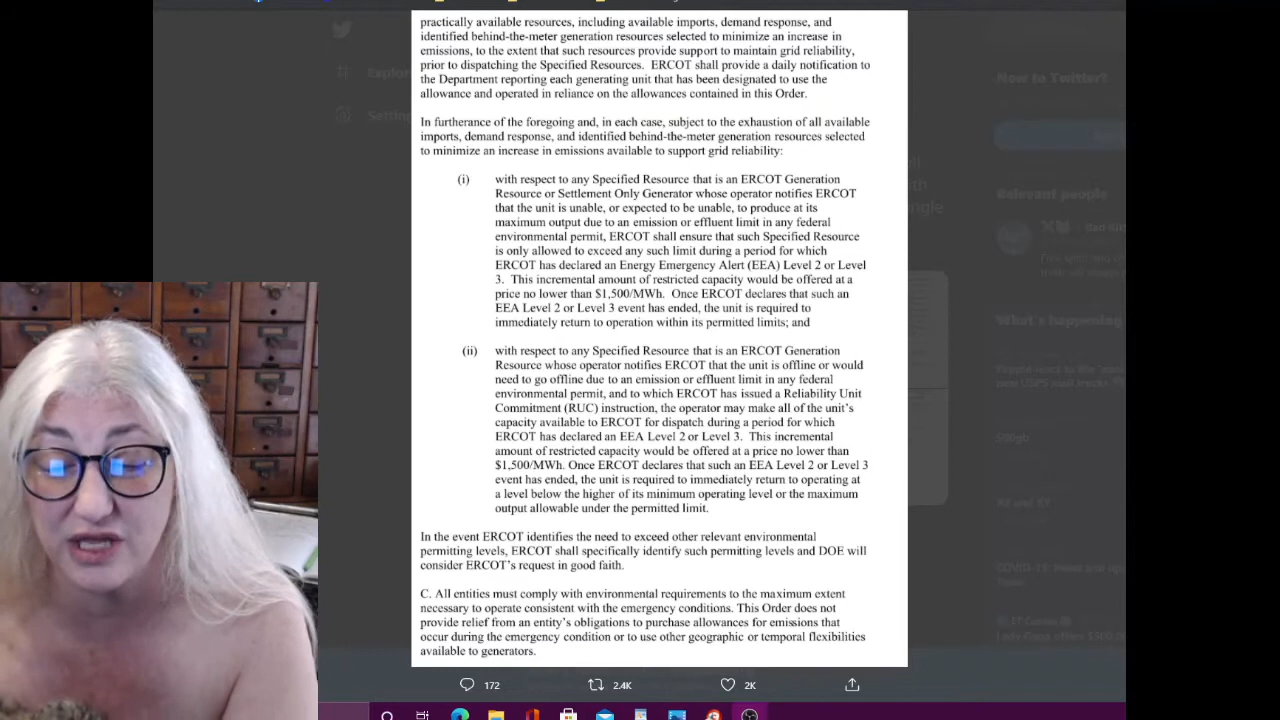 practically available resources, including available imports, demand response, and
identified behind-the-meter generation resources selected to minimize an increase in
emissions, to the extent that such resources provide support to maintain grid reliability,
prior to dispatching the Specified Resources. ERCOT shall provide a daily notification to
the Department reporting each generating unit that has been designated to use the
allowance and operated in reliance on the allowances contained in this Order.
In furtherance of the foregoing and, in each case, subject to the exhaustion of all available
imports, demand response, and identified behind-the-meter generation resources selected
to minimize an increase in emissions available to support grid reliability:
(i) with respect to any Specified Resource that is an ERCOT Generation
Resource or Settlement Only Generator whose operator notifies ERCOT
that the unit is unable, or expected to be unable, to produce at its
maximum output due to an emission or effluent limit in any federal
environmental permit, ERCOT shall ensure that such Specified Resource
is only allowed to exceed any such limit during a period for which
ERCOT has declared an Energy Emergency Alert (EEA) Level 2 or Level
3. This incremental amount of restricted capacity would be offered at a
price no lower than $1,500/MWh. Once ERCOT declares that such an
EEA Level 2 or Level 3 event has ended, the unit is required to
immediately return to operation within its permitted limits; and
(ii) with respect to any Specified Resource that is an ERCOT Generation
Resource whose operator notifies ERCOT that the unit is offline or would
need to go offline due to an emission or effluent limit in any federal
environmental permit, and to which ERCOT has issued a Reliability Unit
Commitment (RUC) instruction, the operator may make all of the unit's
capacity available to ERCOT for dispatch during a period for which
ERCOT has declared an EEA Level 2 or Level 3. This incremental
amount of restricted capacity would be offered at a price no lower than
$1,500/MWh. Once ERCOT declares that such an EEA Level 2 or Level 3
event has ended, the unit is required to immediately return to operating at
a level below the higher of its minimum operating level or the maximum
output allowable under the permitted limit.
In the event ERCOT identifies the need to exceed other relevant environmental
permitting levels, ERCOT shall specifically identify such permitting levels and DOE will
consider ERCOT's request in good faith.
C. All entities must comply with environmental requirements to the maximum extent
necessary to operate consistent with the emergency conditions. This Order does not
provide relief from an entity's obligations to purchase allowances for emissions that
occur during the emergency condition or to use other geographic or temporal flexibilities
available to generators.
172 2.4K 2K
Explor
Settin
New to Twitter?
Relevant people
What's happening